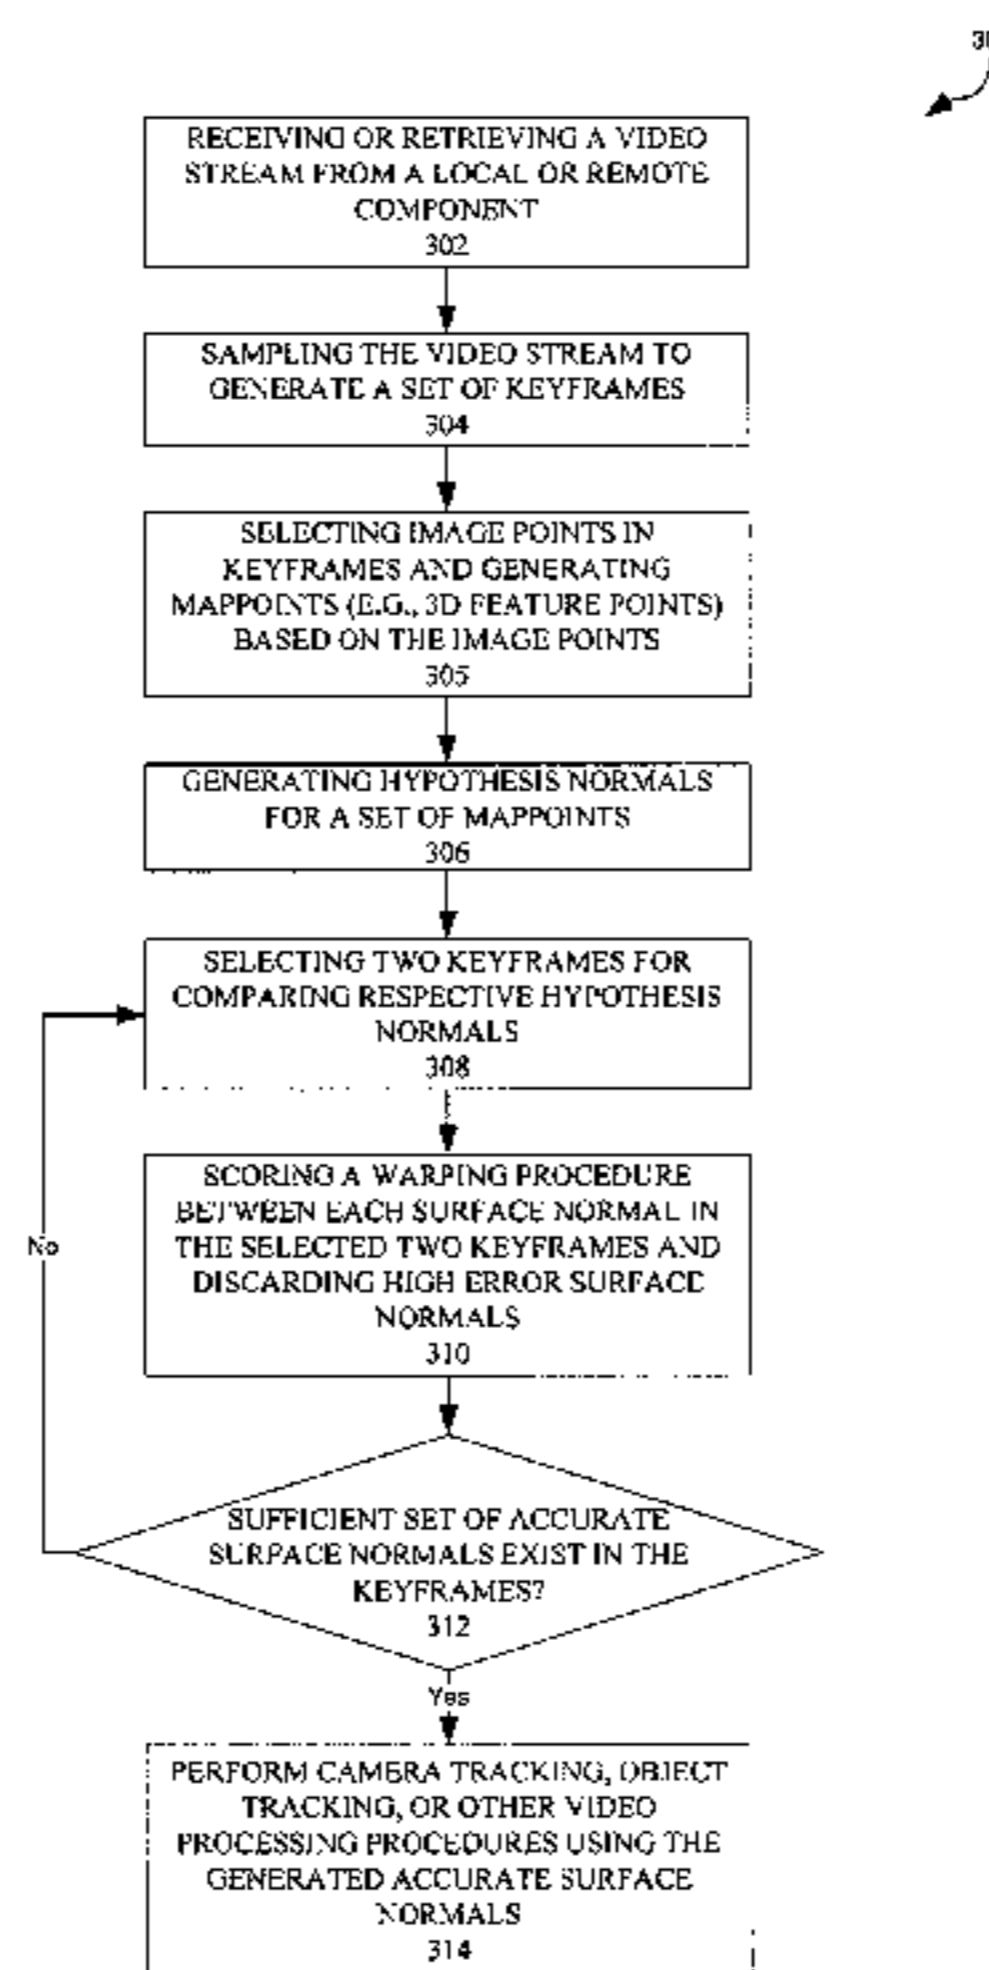 RECEIVING OR RETRIEVING A VIDEO
STREAM FROM A LOCAL OR REMOTE
COMPONENT
302
SAMPLING THE VIDEO STREAM TO
GENERATE A SET OF KEYFRAMES
304
SELECTING IMAGE POINTS IN
KEYFRAMES AND GENERATING
MAPPOINTS (E.G., 3D FEATURE POINTS)
BASED ON THE IMAGE POINTS
305
GENERATING HYPOTHESIS NORMALS
FOR A SET OF MAPPOINTS
306
SELECTING TWO KEYFRAMES FOR
COMPARING RESPECTIVE HYPOTHESIS
NORMALS
308
SCORING A WARPING PROCEDURE
BETWEEN EACH SURFACE NORMAL IN
THE SELECTED TWO KEYFRAMES AND
DISCARDING HIGH ERROR SURFACE
NORMALS
310
No
SUFFICIENT SET OF ACCURATE
SURFACE NORMALS EXIST IN THE
KEYFRAMES?
312
Yes
PERFORM CAMERA TRACKING, OBJECT
TRACKING, OR OTHER VIDEO
PROCESSING PROCEDURES USING THE
GENERATED ACCURATE SURFACE
NORMALS
314